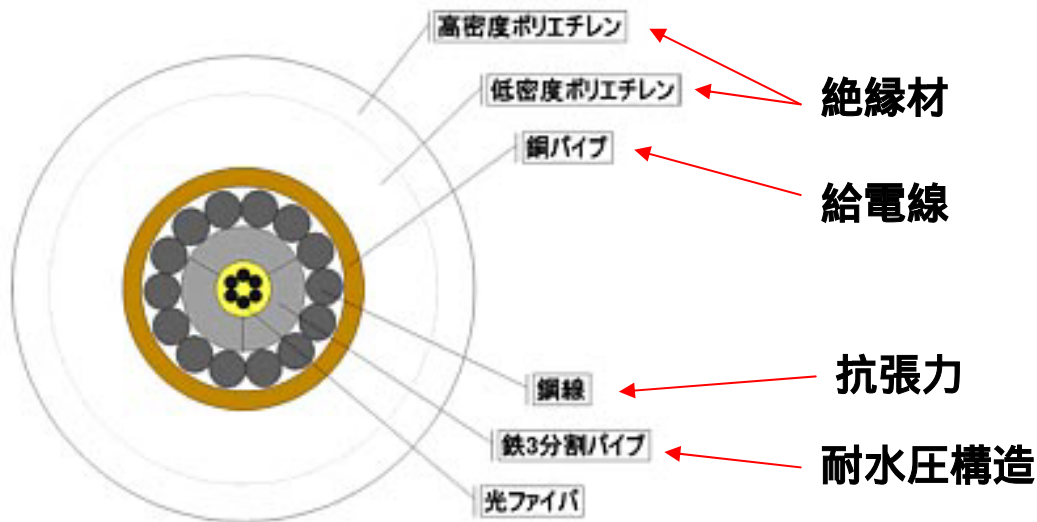 高密度ポリエチレン
低密度ポリエチレン
絶縁材
銅パイプ
給電線
抗張力
鋼線
鉄3分割パイプ
耐水圧構造
光ファイバ